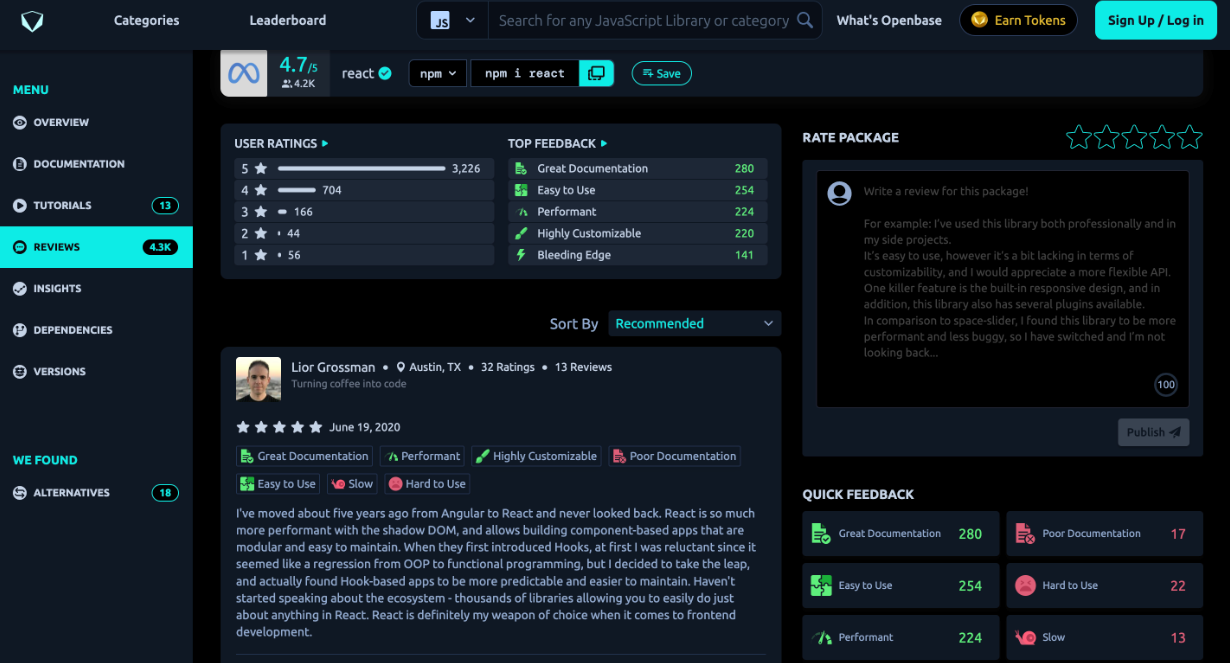 Categories
Leaderboard
JS
Search for any JavaScript Library or category
What's Openbase
Earn Tokens
Sign Up / Log in
4.7/5
4.2K
react
npm
npm i react
Save
MENU
OVERVIEW
DOCUMENTATION
TUTORIALS 13
REVIEWS 4.3K
INSIGHTS
DEPENDENCIES
VERSIONS
WE FOUND
ALTERNATIVES 18
USER RATINGS
5 3,226
4 704
3 166
2 44
1 56
TOP FEEDBACK
Great Documentation 280
Easy to Use 254
Performant 224
Highly Customizable 220
Bleeding Edge 141
Sort By Recommended
Lior Grossman • Austin, TX • 32 Ratings • 13 Reviews
Turning coffee into code
June 19, 2020
Great Documentation Performant Highly Customizable Poor Documentation
Easy to Use Slow Hard to Use
I've moved about five years ago from Angular to React and never looked back. React is so much
more performant with the shadow DOM, and allows building component-based apps that are
modular and easy to maintain. When they first introduced Hooks, at first I was reluctant since it
seemed like a regression from OOP to functional programming, but I decided to take the leap,
and actually found Hook-based apps to be more predictable and easier to maintain. Haven't
started speaking about the ecosystem - thousands of libraries allowing you to easily do just
about anything in React. React is definitely my weapon of choice when it comes to frontend
development.
RATE PACKAGE
Write a review for this package!
For example: I've used this library both professionally and in
my side projects.
It's easy to use, however it's a bit lacking in terms of
customizability, and I would appreciate a more flexible API.
One killer feature is the built-in responsive design, and in
addition, this library also has several plugins available.
In comparison to space-slider, I found this library to be more
performant and less buggy, so I have switched and I'm not
looking back...
100
Publish
QUICK FEEDBACK
Great Documentation 280
Poor Documentation 17
Easy to Use 254
Hard to Use 22
Performant 224
Slow 13